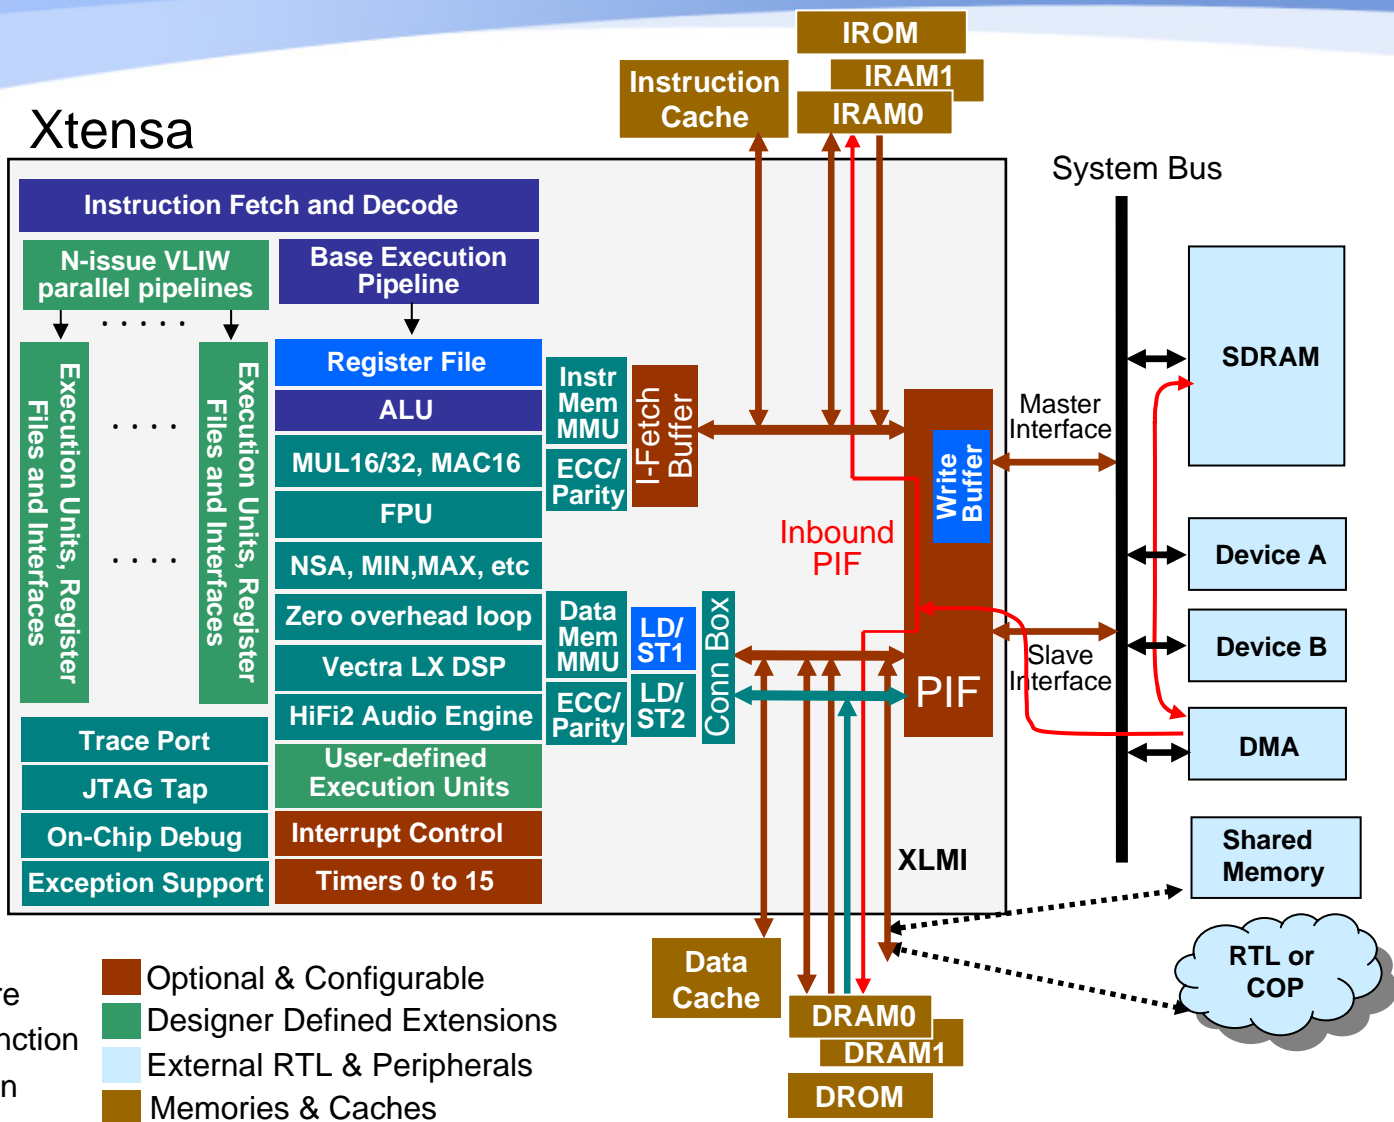 IROM
IRAM1
IRAM0
Instruction
Cache
Xtensa
System Bus
Instruction Fetch and Decode
N-issue VLIW
parallel pipelines
Base Execution
Pipeline
. . . . .
Execution Units, Register
Files and Interfaces
. . . .
. . . .
Execution Units, Register
Files and Interfaces
Register File
ALU
MUL16/32, MAC16
FPU
NSA, MIN,MAX, etc
Zero overhead loop
Vectra LX DSP
HiFi2 Audio Engine
User-defined
Execution Units
Interrupt Control
Timers 0 to 15
Trace Port
JTAG Tap
On-Chip Debug
Exception Support
Instr
Mem
MMU
ECC/
Parity
I-Fetch
Buffer
Data
Mem
MMU
ECC/
Parity
LD/
ST1
LD/
ST2
Conn Box
Inbound
PIF
Write
Buffer
PIF
Master
Interface
Slave
Interface
XLMI
SDRAM
Device A
Device B
DMA
Shared
Memory
RTL or
COP
Data
Cache
DRAM0
DRAM1
DROM
re
nction
n
Optional & Configurable
Designer Defined Extensions
External RTL & Peripherals
Memories & Caches